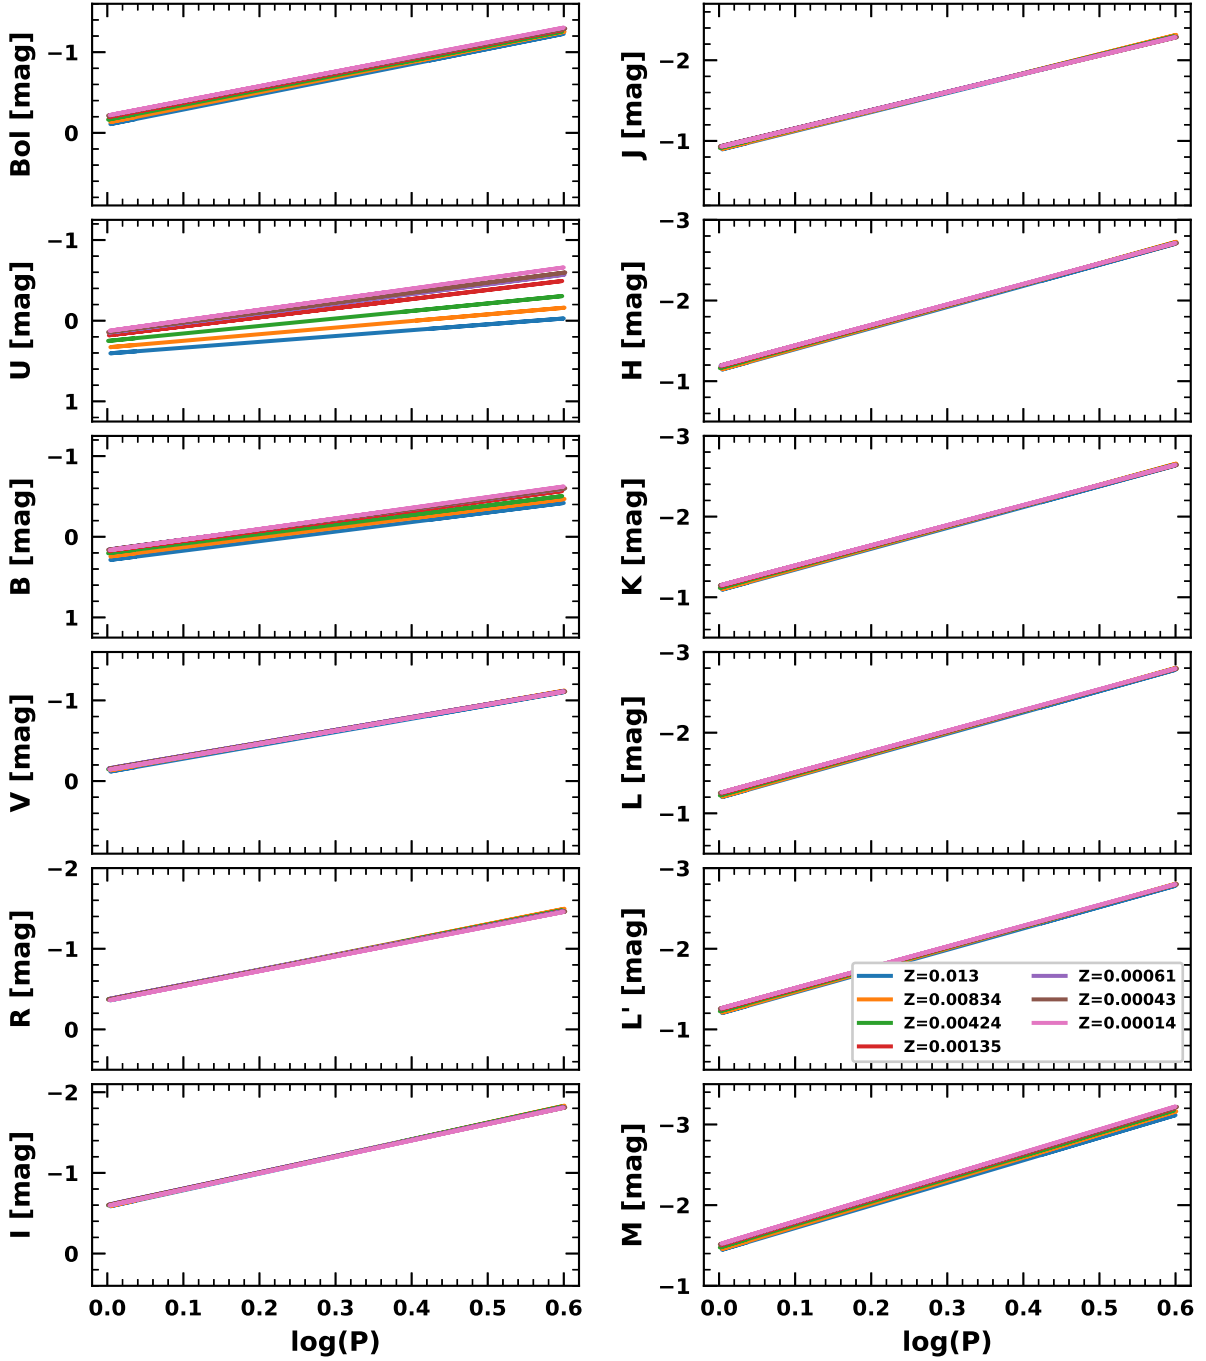 Bol [mag]
−1
0
U [mag]
−1
0
1
B [mag]
−1
0
1
V [mag]
−1
0
R [mag]
−2
−1
0
I [mag]
−2
−1
0
0.0 0.1 0.2 0.3 0.4 0.5 0.6
log(P)
J [mag]
−2
−1
H [mag]
−3
−2
−1
K [mag]
−3
−2
−1
L [mag]
−3
−2
−1
L' [mag]
−3
−2
−1
Z=0.013
Z=0.00834
Z=0.00424
Z=0.00135
Z=0.00061
Z=0.00043
Z=0.00014
M [mag]
−3
−2
−1
0.0 0.1 0.2 0.3 0.4 0.5 0.6
log(P)